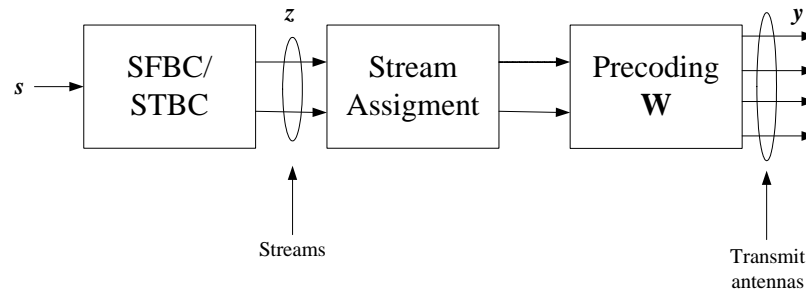 s
SFBC/
STBC
z
Streams
Stream
Assigment
Precoding
W
y
Transmit
antennas